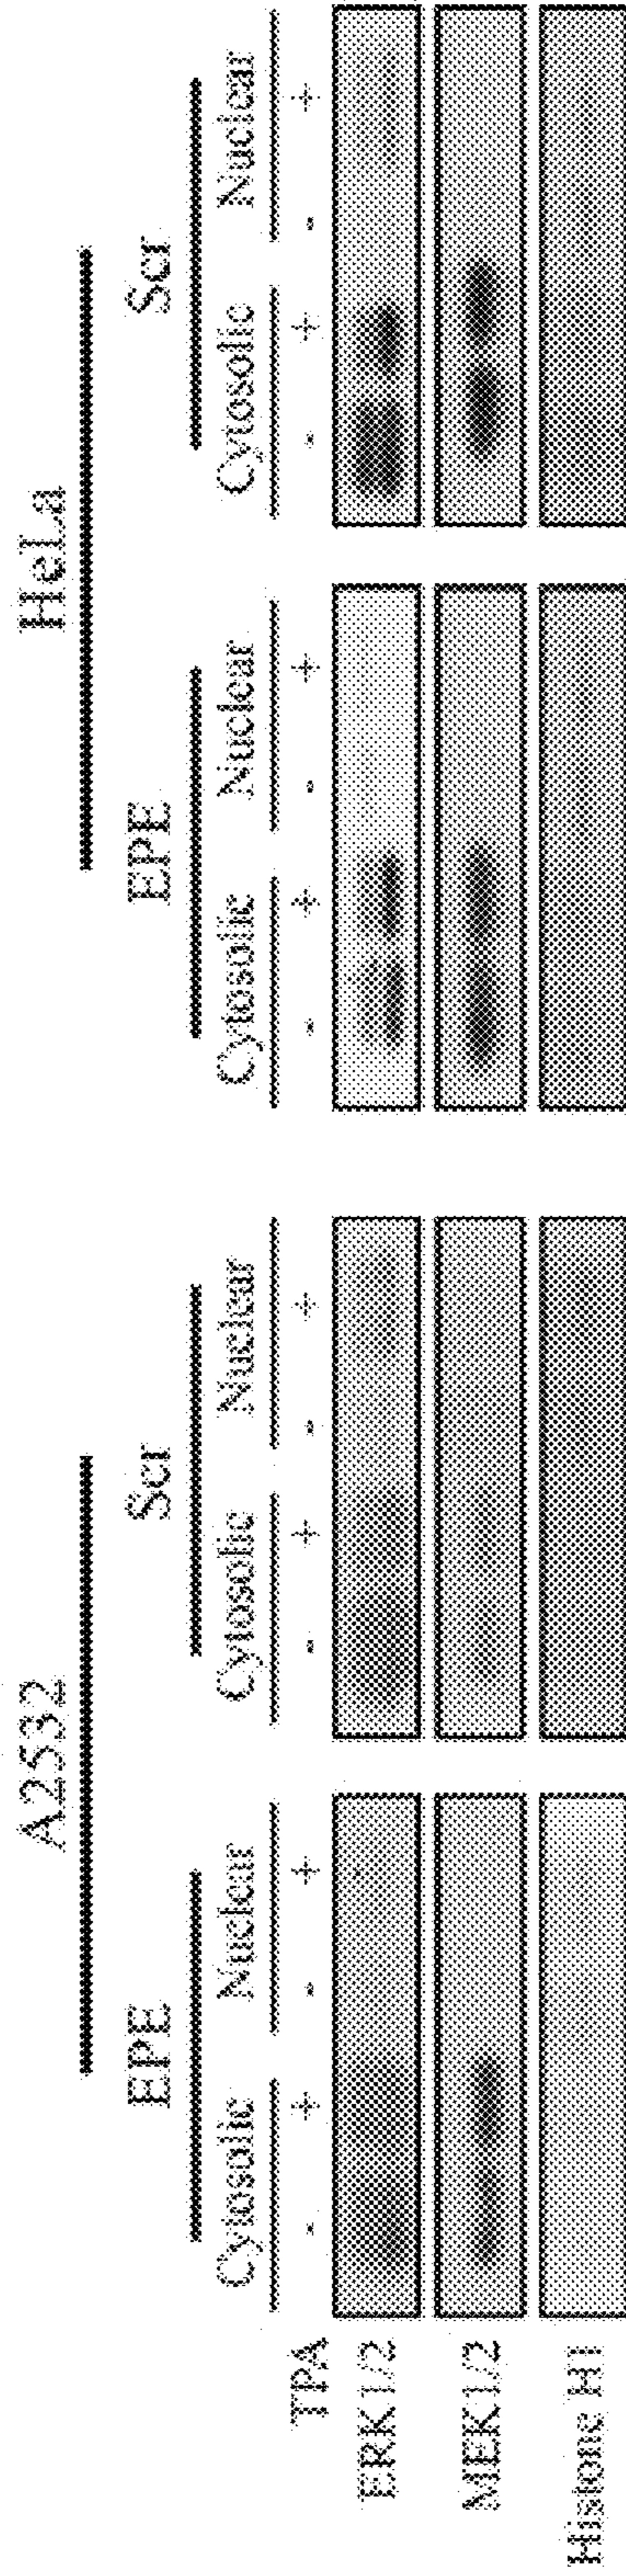 A2532 HeLa
EPE Scr EPE Scr
Cytosolic Nuclear Cytosolic Nuclear Cytosolic Nuclear Cytosolic Nuclear
TPA - + - + - + - + - + - + - + - +
ERK1/2
MEK1/2
Histone H1